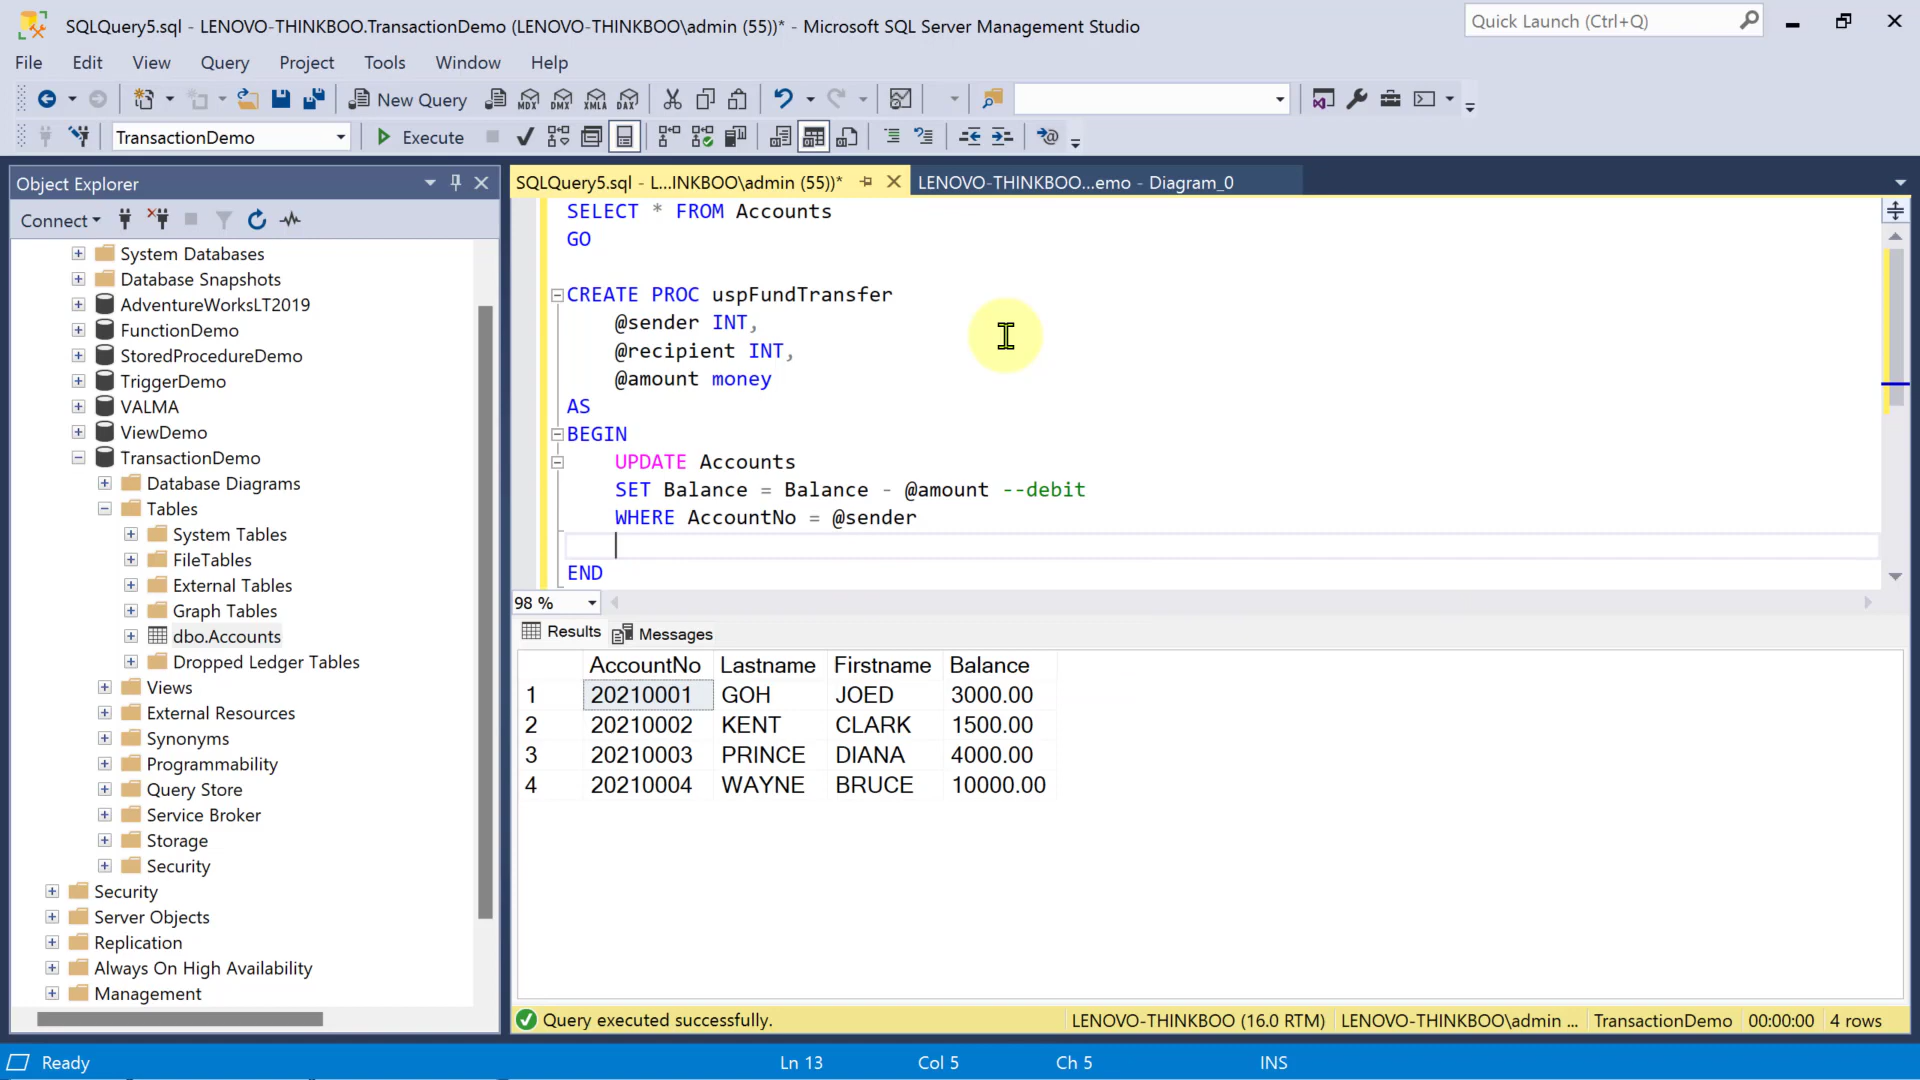 SQLQuery5.sql - LENOVO-THINKBOO.TransactionDemo (LENOVO-THINKBOO\admin (55))* - Microsoft SQL Server Management Studio
Quick Launch (Ctrl+Q)
File Edit View Query Project Tools Window Help
New Query MDX DMX XMLA DAX
TransactionDemo Execute
Object Explorer
SQLQuery5.sql - L...INKBOO\admin (55))* LENOVO-THINKBOO...emo - Diagram_0
Connect
System Databases
Database Snapshots
AdventureWorksLT2019
FunctionDemo
StoredProcedureDemo
TriggerDemo
VALMA
ViewDemo
TransactionDemo
Database Diagrams
Tables
System Tables
FileTables
External Tables
Graph Tables
dbo.Accounts
Dropped Ledger Tables
Views
External Resources
Synonyms
Programmability
Query Store
Service Broker
Storage
Security
Security
Server Objects
Replication
Always On High Availability
Management
SELECT * FROM Accounts
GO
CREATE PROC uspFundTransfer
@sender INT,
@recipient INT,
@amount money
AS
BEGIN
UPDATE Accounts
SET Balance = Balance - @amount --debit
WHERE AccountNo = @sender
END
98 %
Results Messages
AccountNo Lastname Firstname Balance
1 20210001 GOH JOED 3000.00
2 20210002 KENT CLARK 1500.00
3 20210003 PRINCE DIANA 4000.00
4 20210004 WAYNE BRUCE 10000.00
Query executed successfully. LENOVO-THINKBOO (16.0 RTM) LENOVO-THINKBOO\admin ... TransactionDemo 00:00:00 4 rows
Ready Ln 13 Col 5 Ch 5 INS